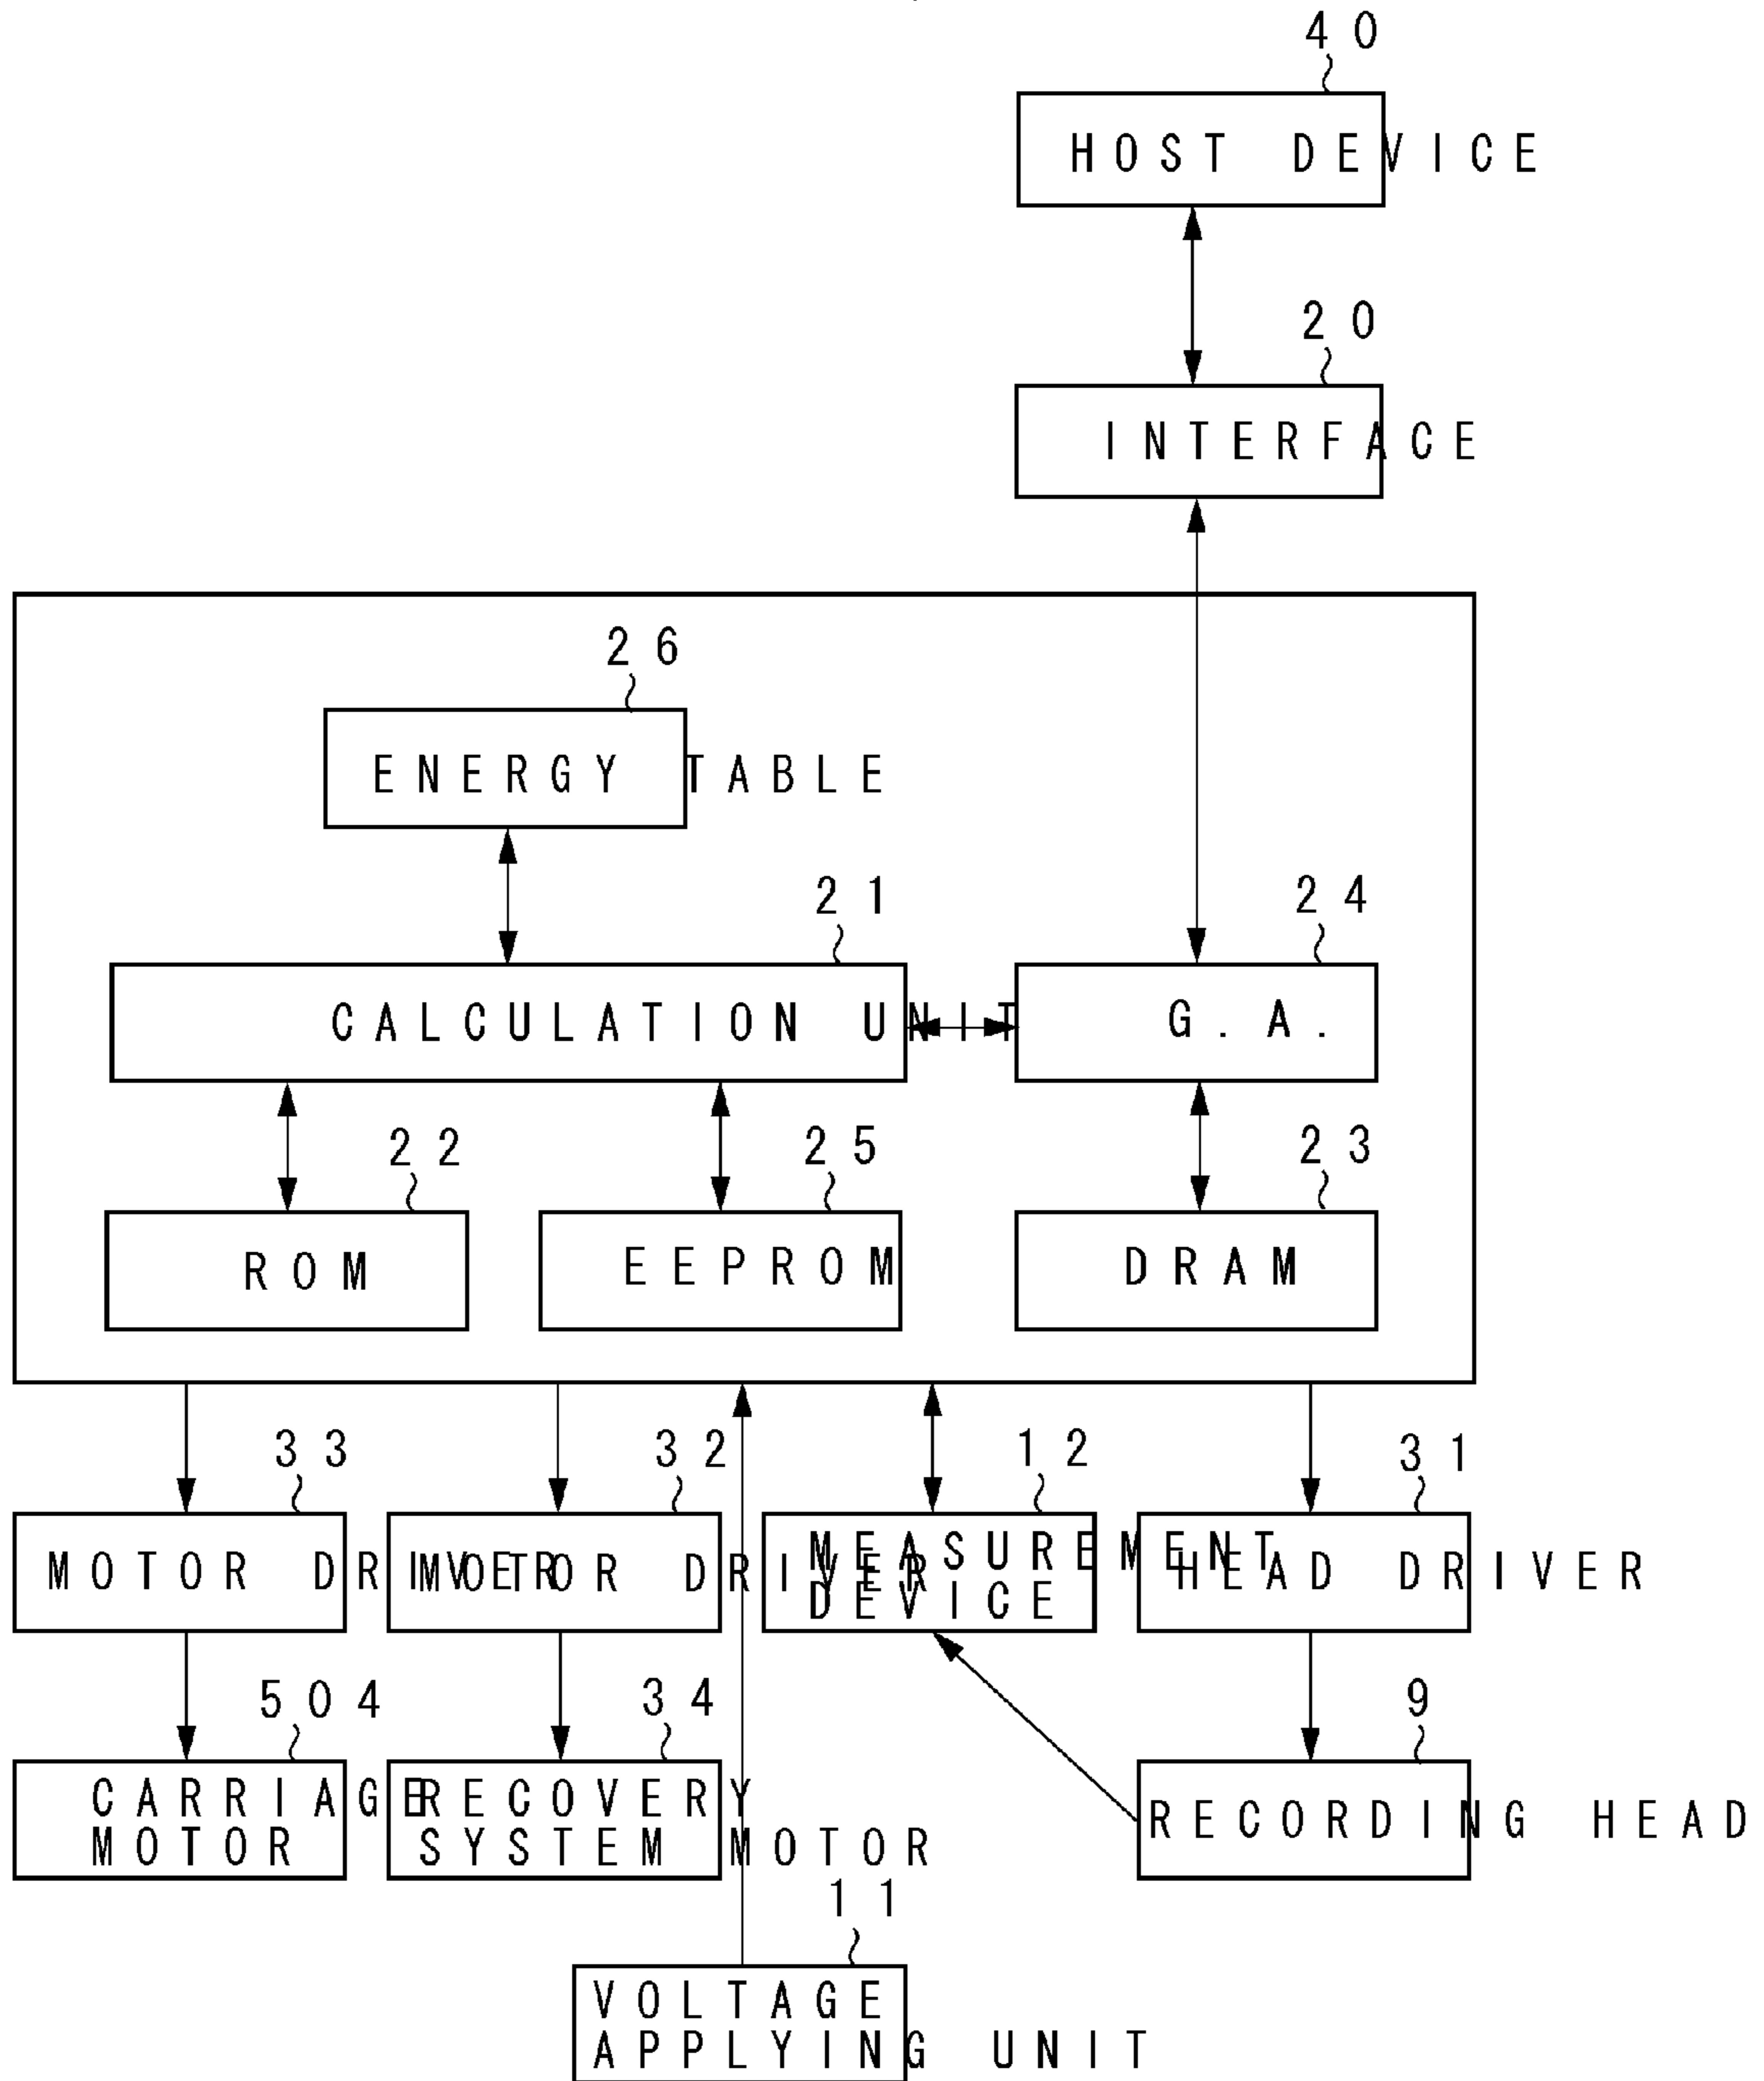 40
HOST DEVICE
20
INTERFACE
26
ENERGY TABLE
21
24
CALCULATION UNIT
G.A.
22
25
23
ROM
EEPROM
DRAM
33
32
12
31
MOTOR DRIVER
MOTOR DRIVER
MEASUREMENT
DEVICE
HEAD DRIVER
504
34
9
CARRIAGE
MOTOR
RECOVERY
SYSTEM MOTOR
RECORDING HEAD
11
VOLTAGE
APPLYING UNIT